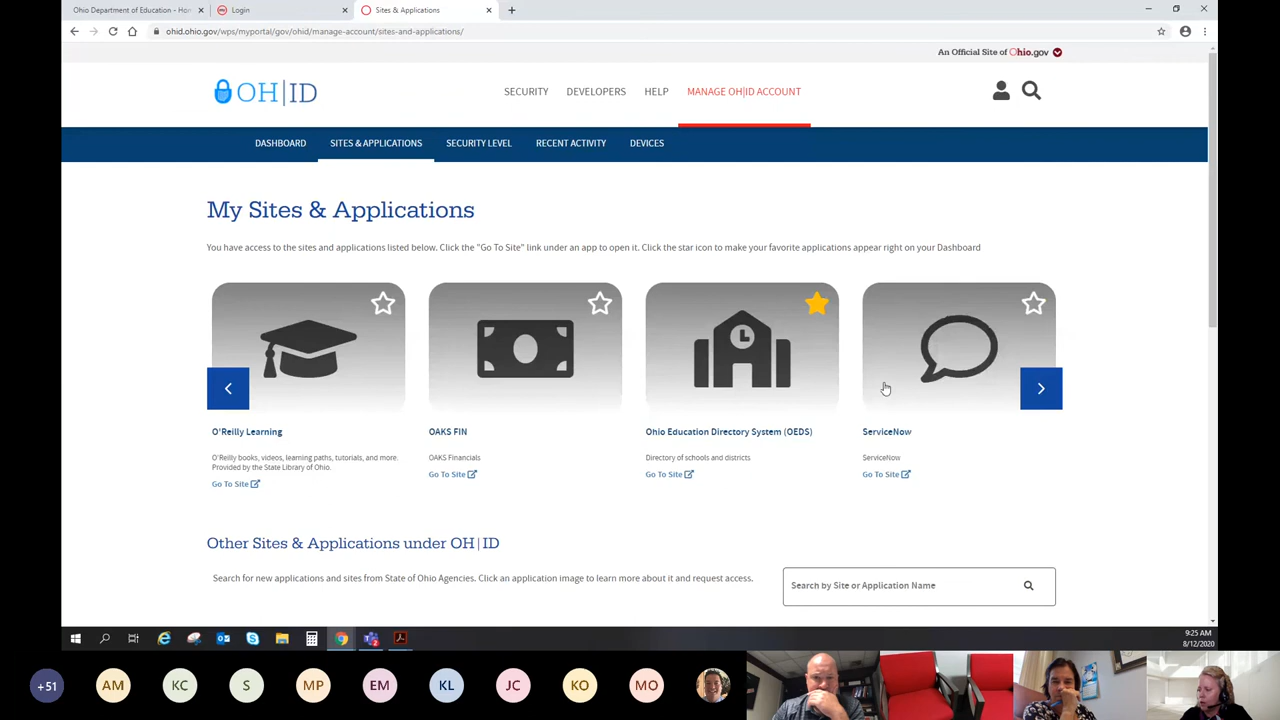 Ohio Department of Education - Hom
Login
Sites & Applications
ohid.ohio.gov/wps/myportal/gov/ohid/manage-account/sites-and-applications/
An Official Site of Ohio.gov
OH|ID
SECURITY DEVELOPERS HELP MANAGE OH|ID ACCOUNT
DASHBOARD SITES & APPLICATIONS SECURITY LEVEL RECENT ACTIVITY DEVICES
My Sites & Applications
You have access to the sites and applications listed below. Click the "Go To Site" link under an app to open it. Click the star icon to make your favorite applications appear right on your Dashboard
O'Reilly Learning
O'Reilly books, videos, learning paths, tutorials, and more.
Provided by the State Library of Ohio.
Go To Site
OAKS FIN
OAKS Financials
Go To Site
Ohio Education Directory System (OEDS)
Directory of schools and districts
Go To Site
ServiceNow
ServiceNow
Go To Site
Other Sites & Applications under OH|ID
Search for new applications and sites from State of Ohio Agencies. Click an application image to learn more about it and request access.
Search by Site or Application Name
9:25 AM
8/12/2020
+51 AM KC S MP EM KL JC KO MO